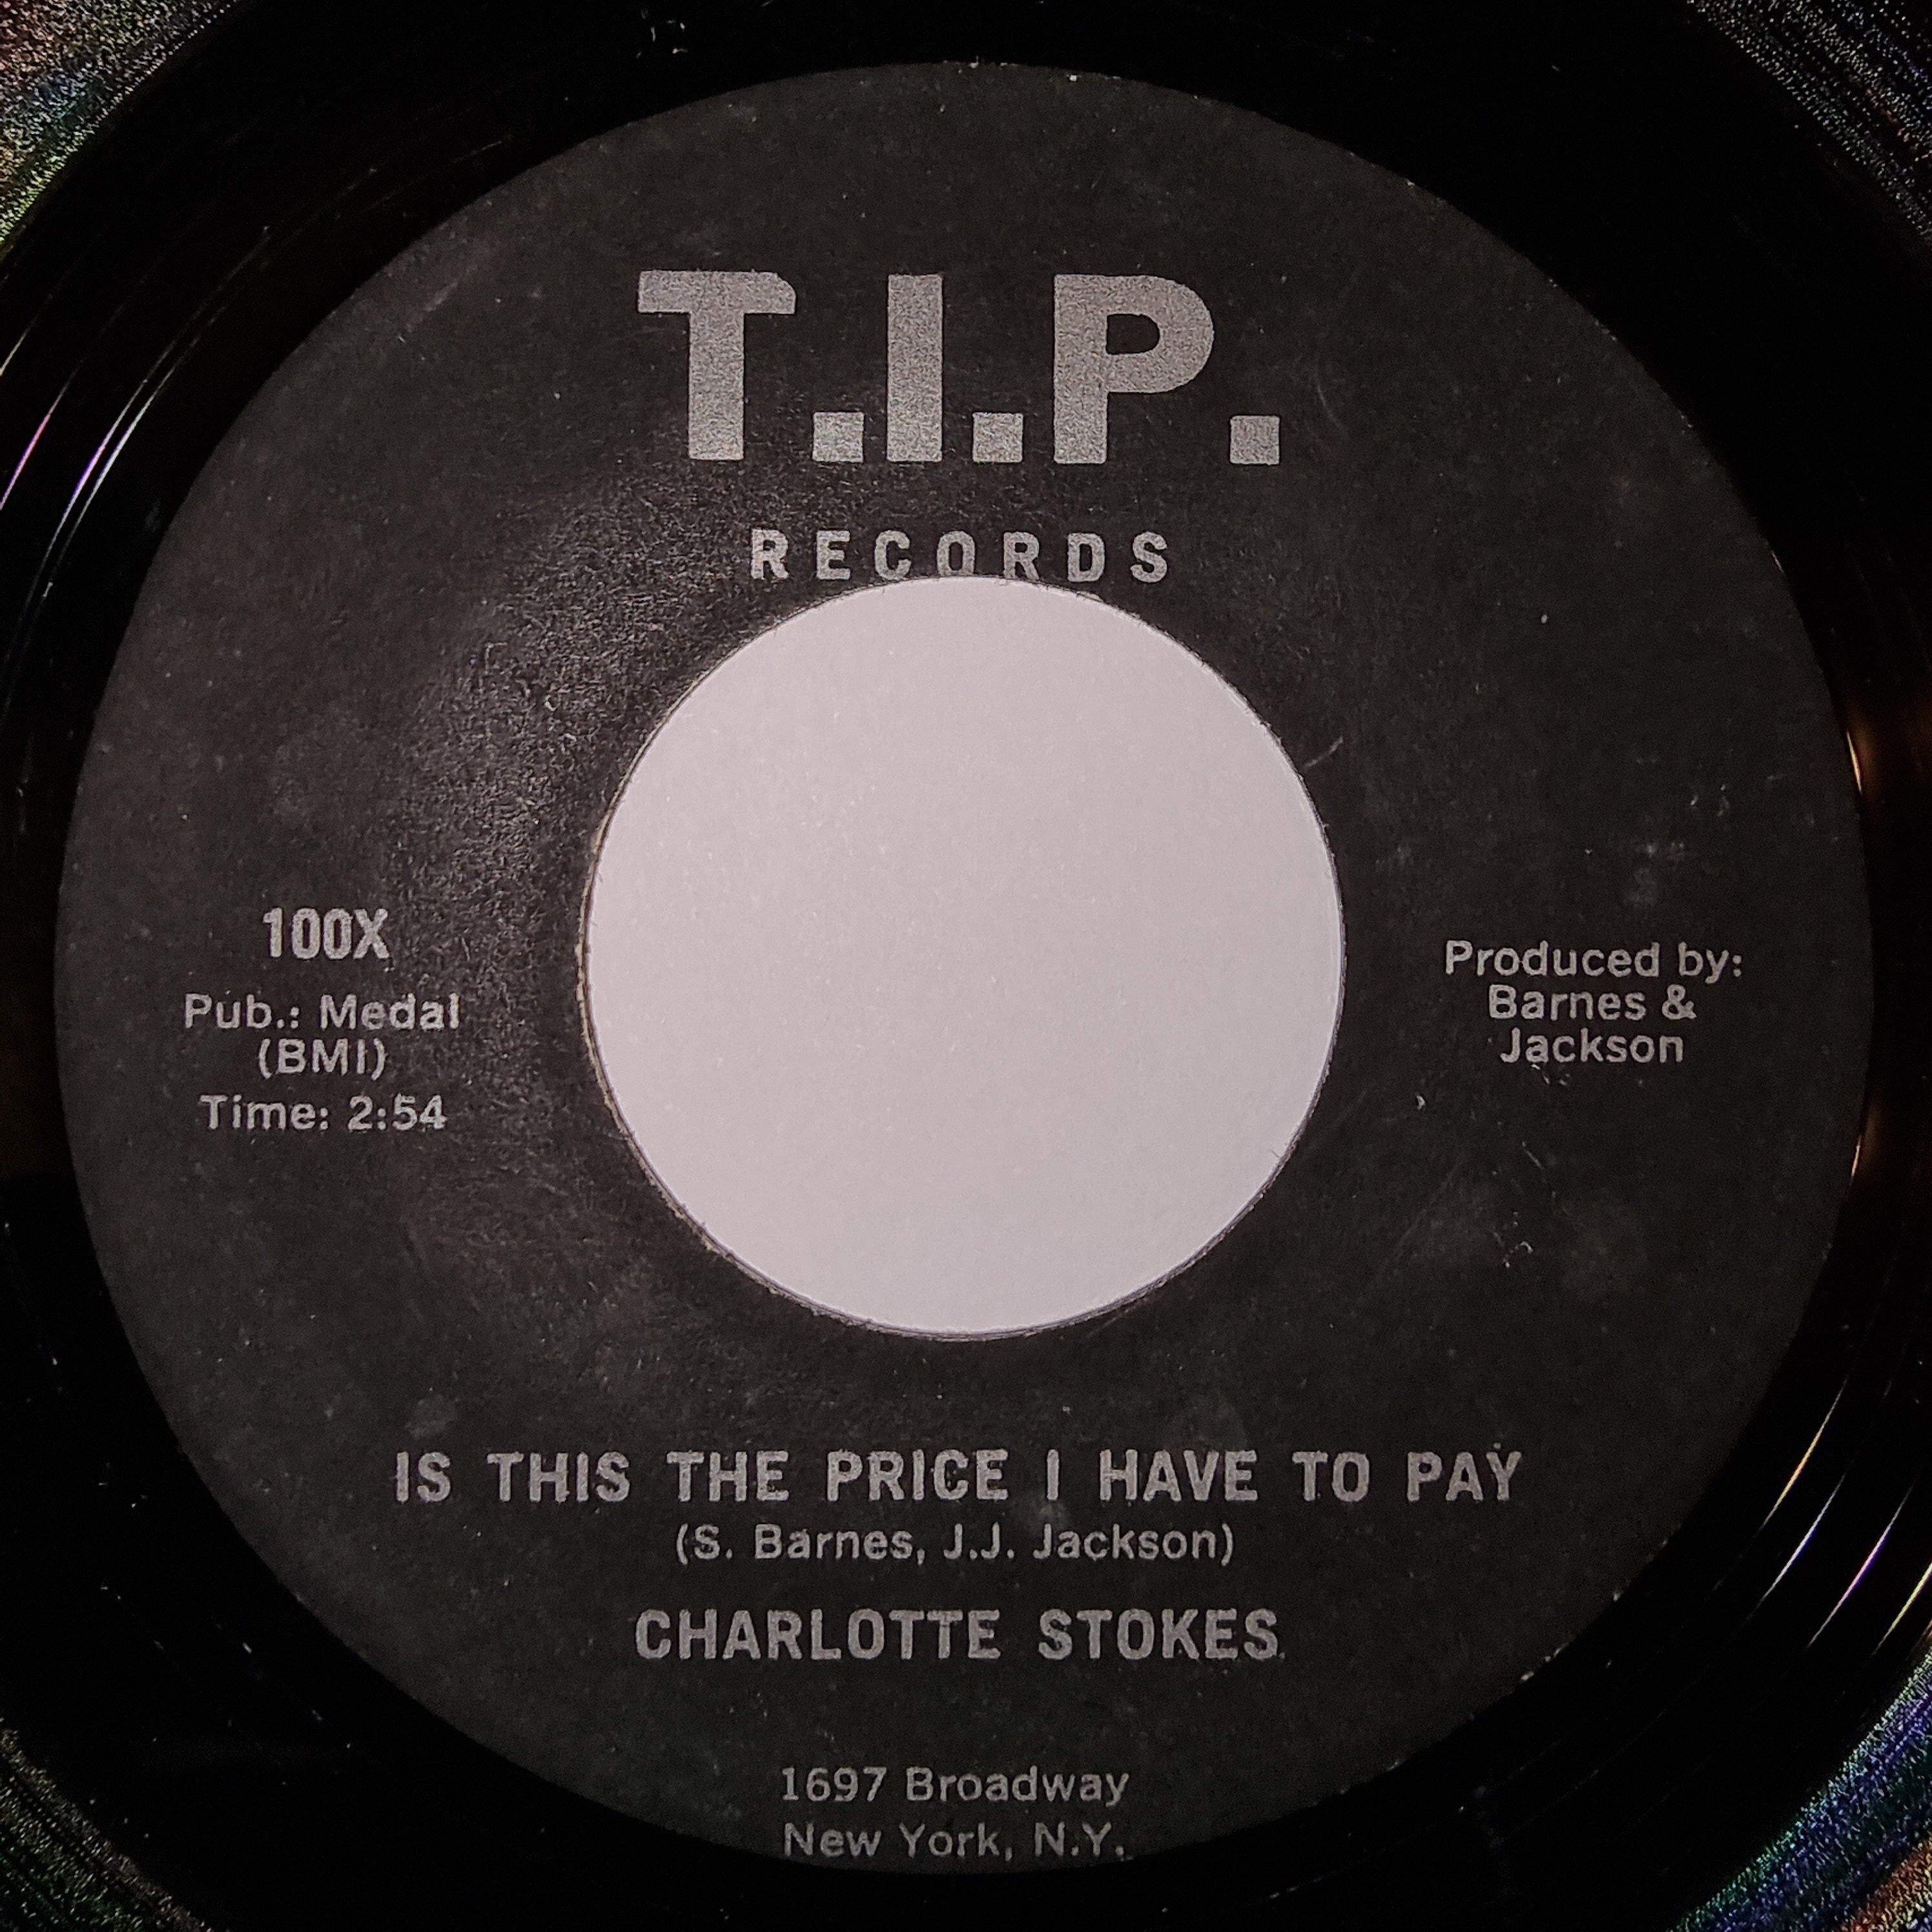 T.I.P.
RECORDS
100X
Pub.: Medal
(BMI)
Time: 2:54
Produced by:
Barnes &
Jackson
IS THIS THE PRICE I HAVE TO PAY
(S. Barnes, J.J. Jackson)
CHARLOTTE STOKES
1697 Broadway
New York, N.Y.